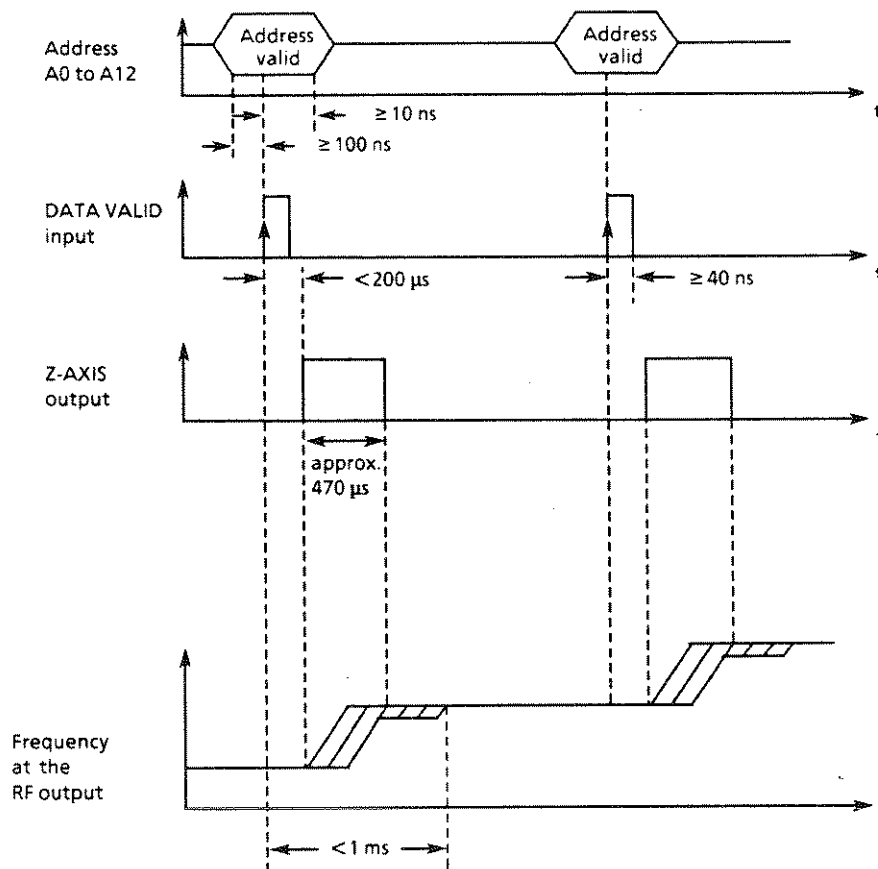 Address
A0 to A12
Address
valid
Address
valid
t
≥ 10 ns
≥ 100 ns
DATA VALID
input
t
< 200 µs
≥ 40 ns
Z-AXIS
output
approx.
470 µs
Frequency
at the
RF output
< 1 ms